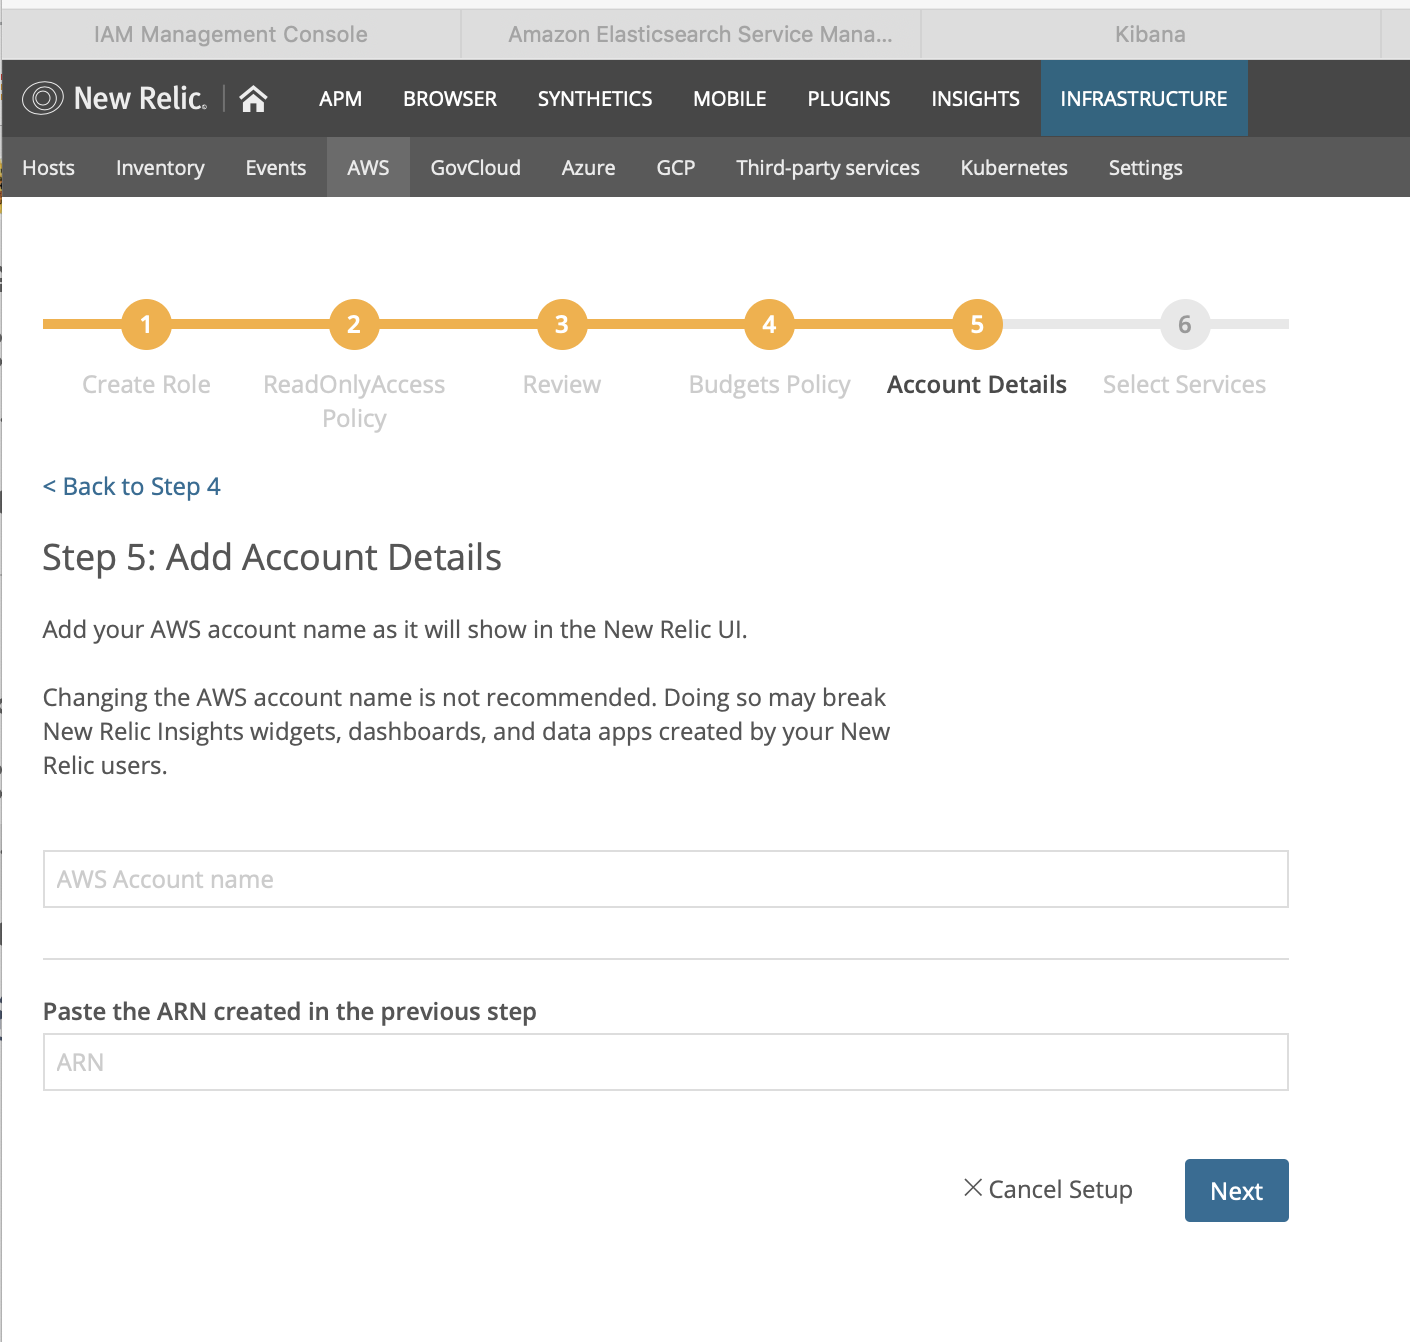 IAM Management Console
Amazon Elasticsearch Service Mana...
Kibana
New Relic.
APM
BROWSER
SYNTHETICS
MOBILE
PLUGINS
INSIGHTS
INFRASTRUCTURE
Hosts
Inventory
Events
AWS
GovCloud
Azure
GCP
Third-party services
Kubernetes
Settings
1
2
3
4
5
6
Create Role
ReadOnlyAccess
Policy
Review
Budgets Policy
Account Details
Select Services
< Back to Step 4
Step 5: Add Account Details
Add your AWS account name as it will show in the New Relic UI.
Changing the AWS account name is not recommended. Doing so may break
New Relic Insights widgets, dashboards, and data apps created by your New
Relic users.
AWS Account name
Paste the ARN created in the previous step
ARN
Cancel Setup
Next